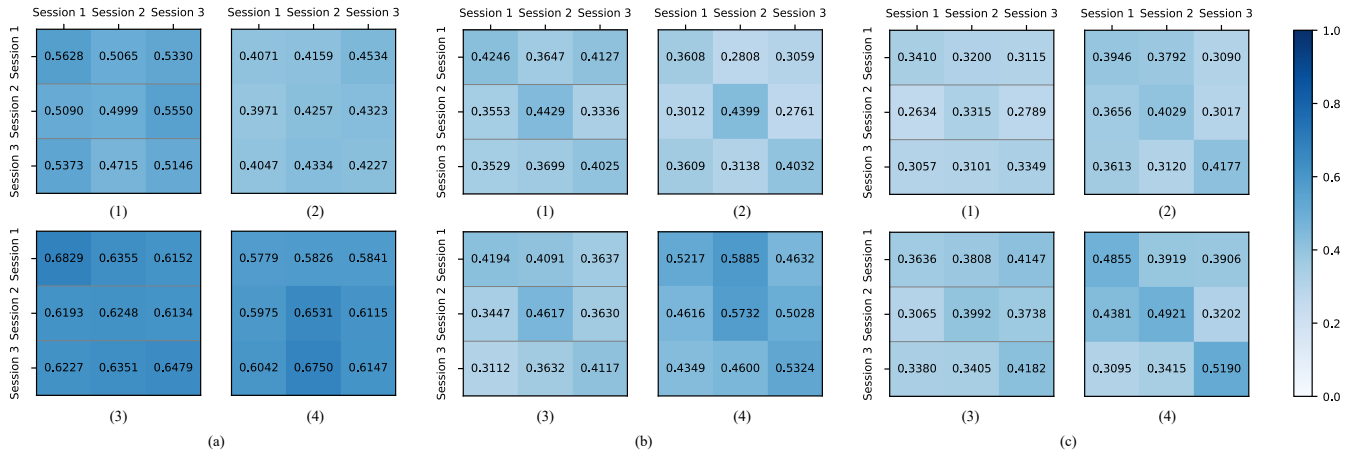 Session 1 Session 2 Session 3
Session 1 Session 2 Session 3
Session 1 Session 2 Session 3
Session 1 Session 2 Session 3
Session 1 Session 2 Session 3
Session 1 Session 2 Session 3
1.0
0.8
0.6
0.4
0.2
0.0
Session 1
Session 2
Session 3
0.5628 0.5065 0.5330
0.5090 0.4999 0.5550
0.5373 0.4715 0.5146
(1)
0.4071 0.4159 0.4534
0.3971 0.4257 0.4323
0.4047 0.4334 0.4227
(2)
Session 1
Session 2
Session 3
0.6829 0.6355 0.6152
0.6193 0.6248 0.6134
0.6227 0.6351 0.6479
(3)
0.5779 0.5826 0.5841
0.5975 0.6531 0.6115
0.6042 0.6750 0.6147
(4)
(a)
Session 1
Session 2
Session 3
0.4246 0.3647 0.4127
0.3553 0.4429 0.3336
0.3529 0.3699 0.4025
(1)
0.3608 0.2808 0.3059
0.3012 0.4399 0.2761
0.3609 0.3138 0.4032
(2)
Session 1
Session 2
Session 3
0.4194 0.4091 0.3637
0.3447 0.4617 0.3630
0.3112 0.3632 0.4117
(3)
0.5217 0.5885 0.4632
0.4616 0.5732 0.5028
0.4349 0.4600 0.5324
(4)
(b)
Session 1
Session 2
Session 3
0.3410 0.3200 0.3115
0.2634 0.3315 0.2789
0.3057 0.3101 0.3349
(1)
0.3946 0.3792 0.3090
0.3656 0.4029 0.3017
0.3613 0.3120 0.4177
(2)
Session 1
Session 2
Session 3
0.3636 0.3808 0.4147
0.3065 0.3992 0.3738
0.3380 0.3405 0.4182
(3)
0.4855 0.3919 0.3906
0.4381 0.4921 0.3202
0.3095 0.3415 0.5190
(4)
(c)